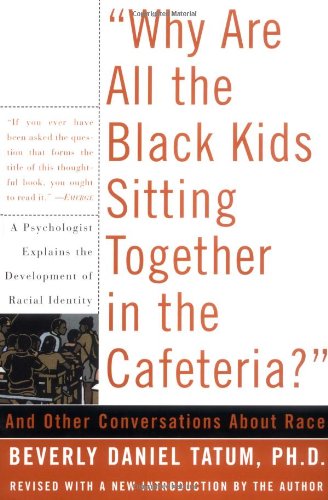 "Why Are
All the
Black Kids
Sitting
Together
in the
Cafeteria?"
"If you ever have
been asked the ques-
tion that forms the
title of this thought-
ful book, you ought
to read it." —EMERGE
A Psychologist
Explains the
Development of
Racial Identity
And Other Conversations About Race
BEVERLY DANIEL TATUM, PH.D.
REVISED WITH A NEW INTRODUCTION BY THE AUTHOR